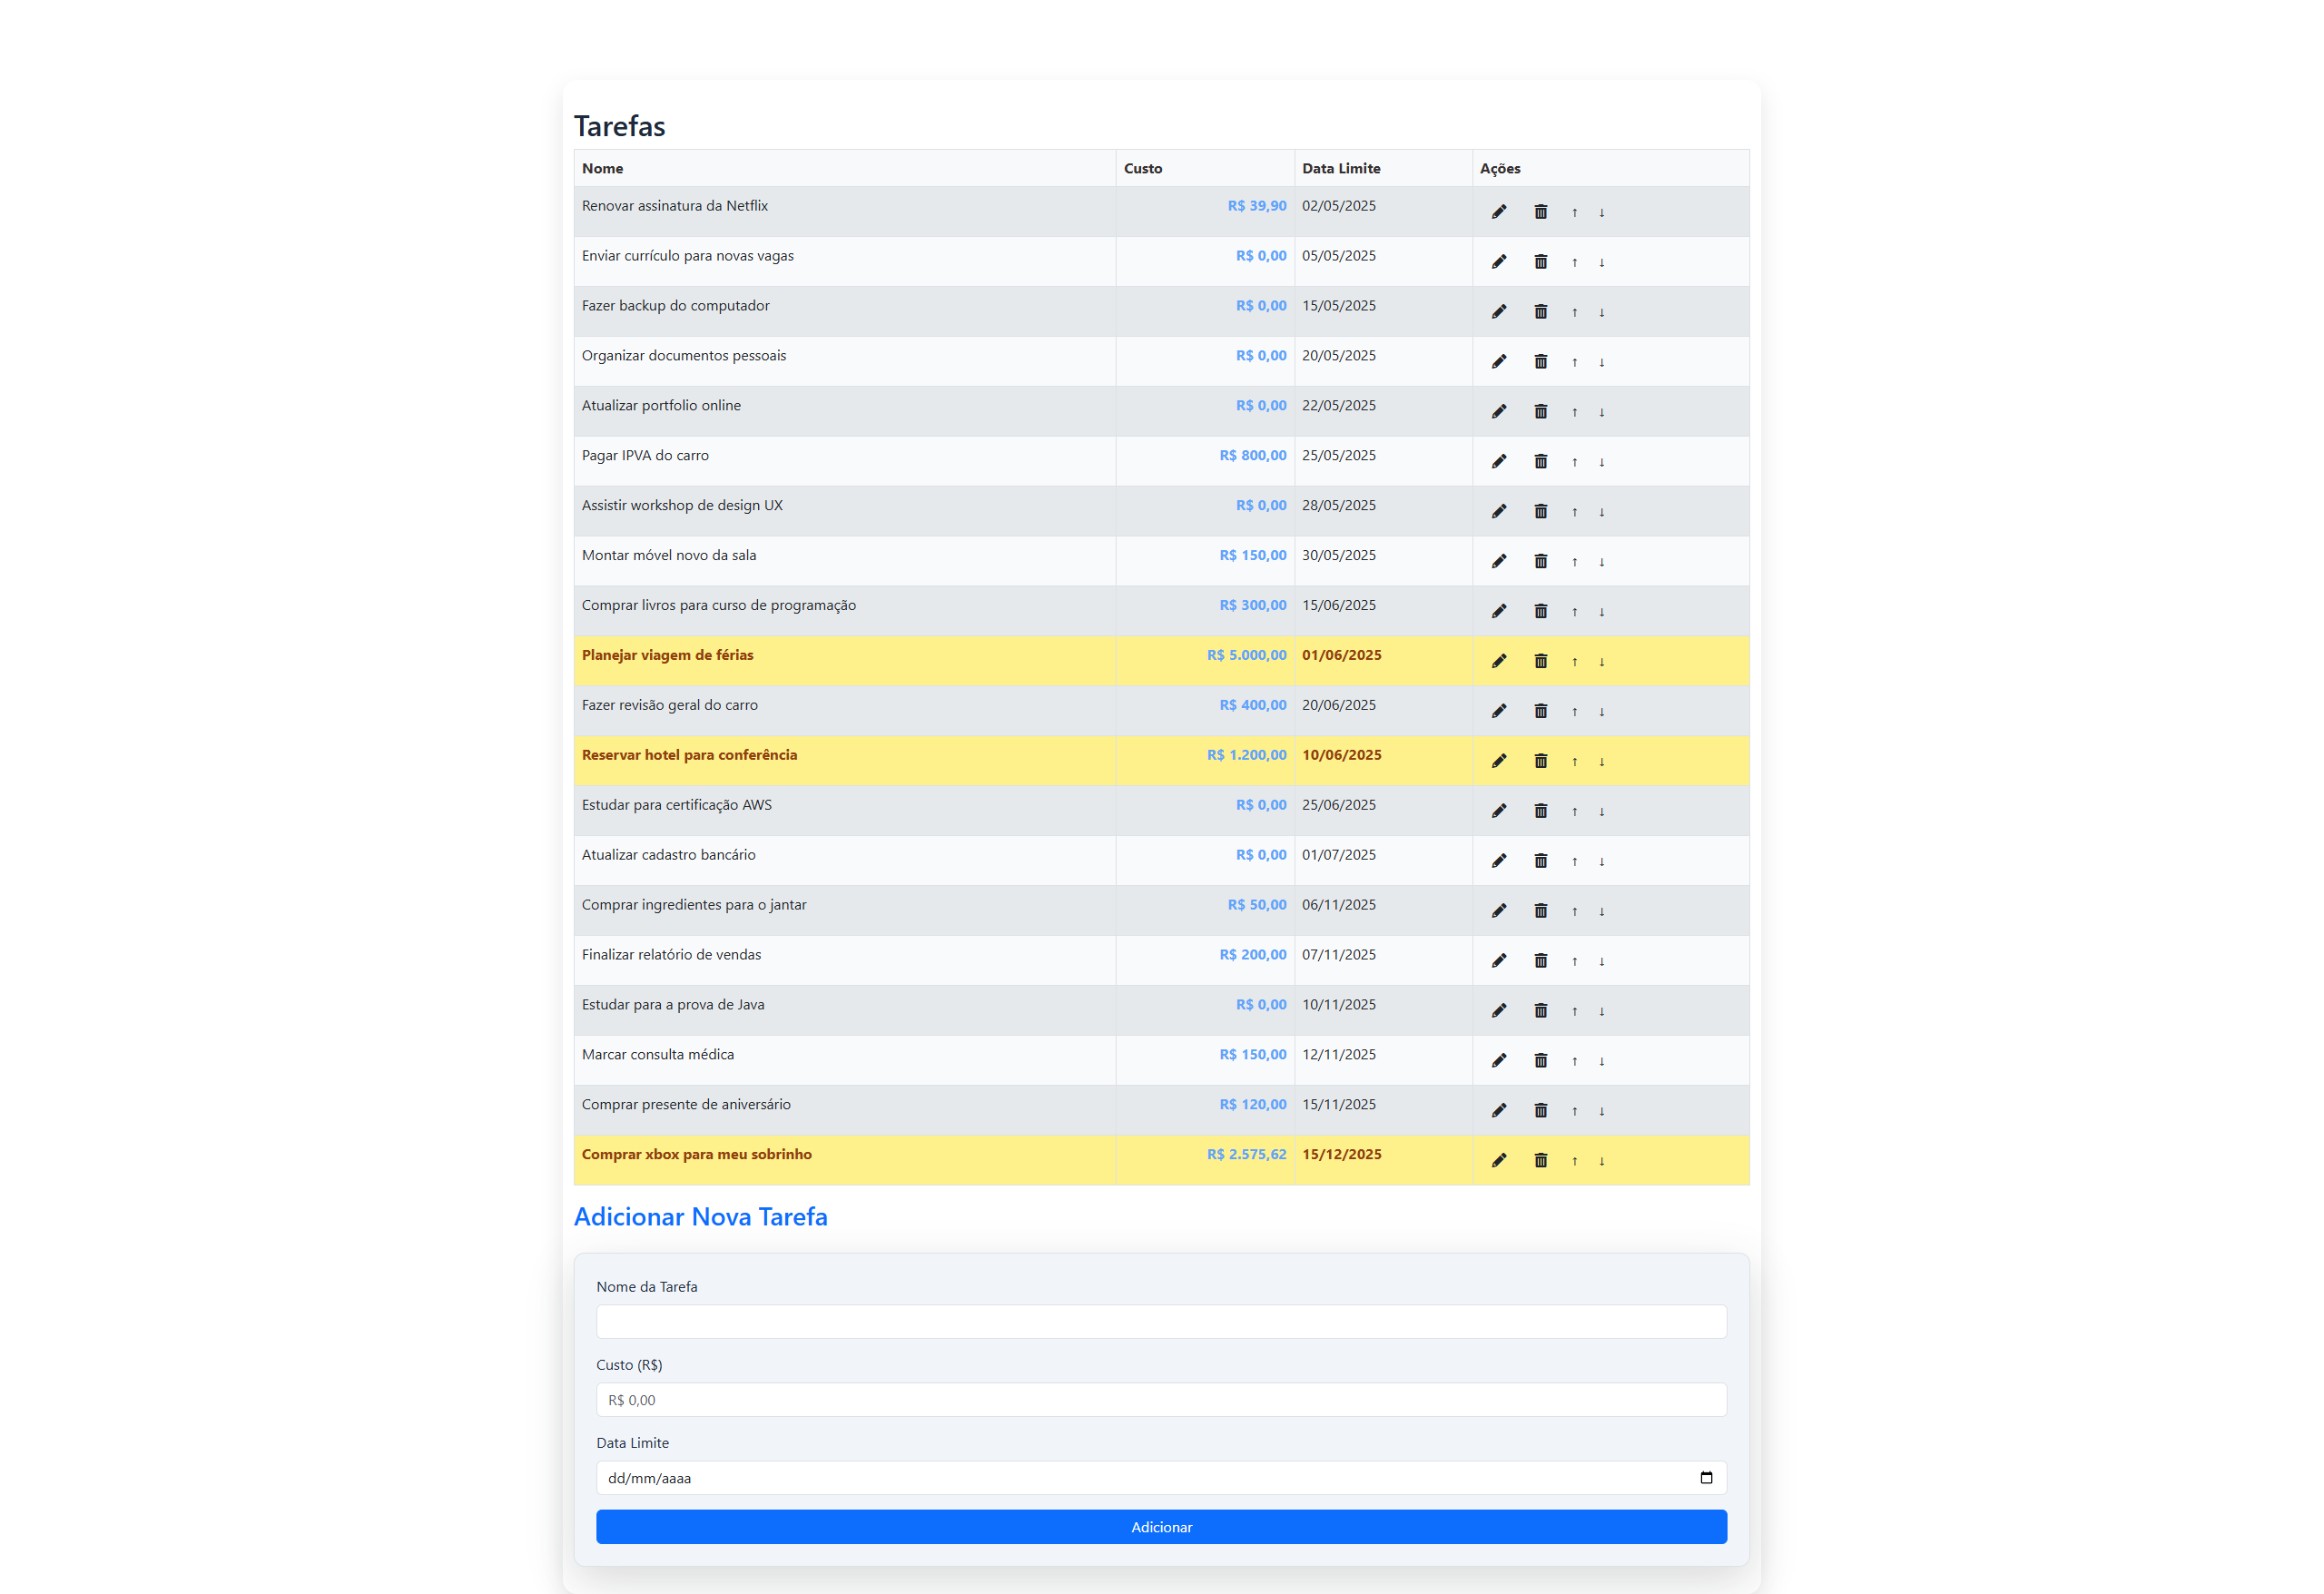 Tarefas
Nome Custo Data Limite Ações
Renovar assinatura da Netflix R$ 39,90 02/05/2025 ↑ ↓
Enviar currículo para novas vagas R$ 0,00 05/05/2025 ↑ ↓
Fazer backup do computador R$ 0,00 15/05/2025 ↑ ↓
Organizar documentos pessoais R$ 0,00 20/05/2025 ↑ ↓
Atualizar portfolio online R$ 0,00 22/05/2025 ↑ ↓
Pagar IPVA do carro R$ 800,00 25/05/2025 ↑ ↓
Assistir workshop de design UX R$ 0,00 28/05/2025 ↑ ↓
Montar móvel novo da sala R$ 150,00 30/05/2025 ↑ ↓
Comprar livros para curso de programação R$ 300,00 15/06/2025 ↑ ↓
Planejar viagem de férias R$ 5.000,00 01/06/2025 ↑ ↓
Fazer revisão geral do carro R$ 400,00 20/06/2025 ↑ ↓
Reservar hotel para conferência R$ 1.200,00 10/06/2025 ↑ ↓
Estudar para certificação AWS R$ 0,00 25/06/2025 ↑ ↓
Atualizar cadastro bancário R$ 0,00 01/07/2025 ↑ ↓
Comprar ingredientes para o jantar R$ 50,00 06/11/2025 ↑ ↓
Finalizar relatório de vendas R$ 200,00 07/11/2025 ↑ ↓
Estudar para a prova de Java R$ 0,00 10/11/2025 ↑ ↓
Marcar consulta médica R$ 150,00 12/11/2025 ↑ ↓
Comprar presente de aniversário R$ 120,00 15/11/2025 ↑ ↓
Comprar xbox para meu sobrinho R$ 2.575,62 15/12/2025 ↑ ↓
Adicionar Nova Tarefa
Nome da Tarefa
Custo (R$)
R$ 0,00
Data Limite
dd/mm/aaaa
Adicionar